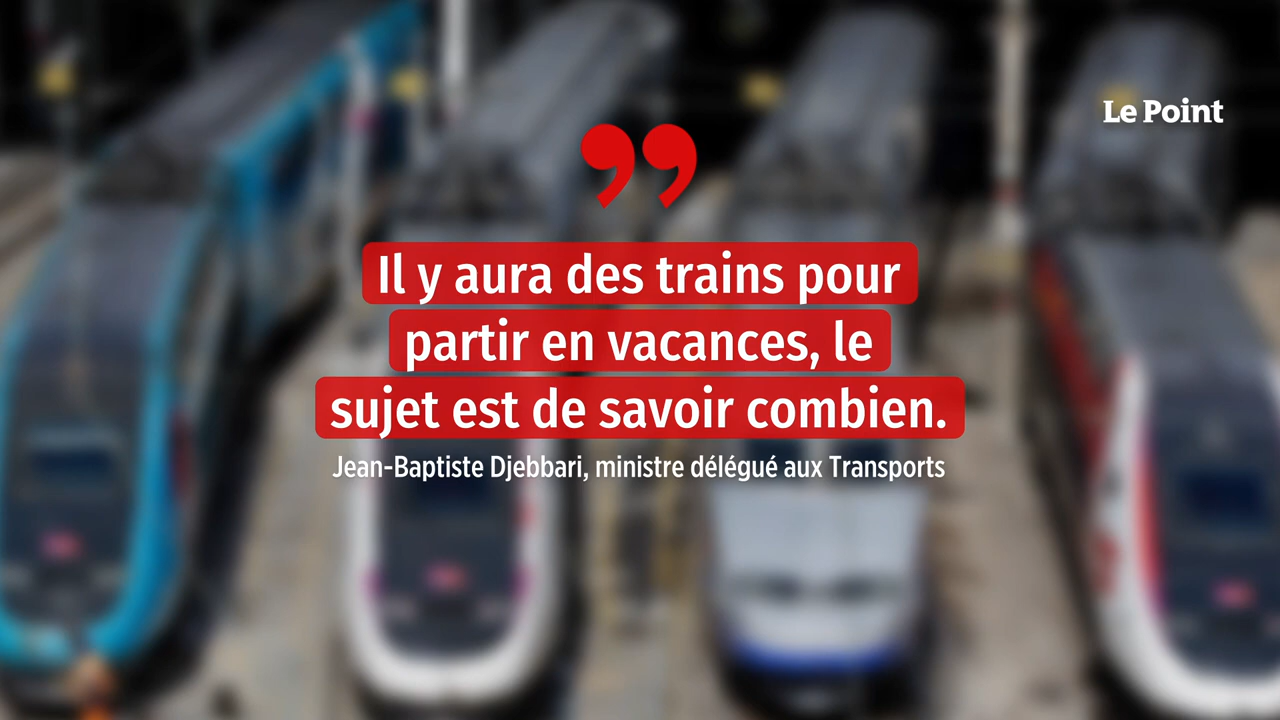 Le Point
”
Il y aura des trains pour
partir en vacances, le
sujet est de savoir combien.
Jean-Baptiste Djebbari, ministre délégué aux Transports